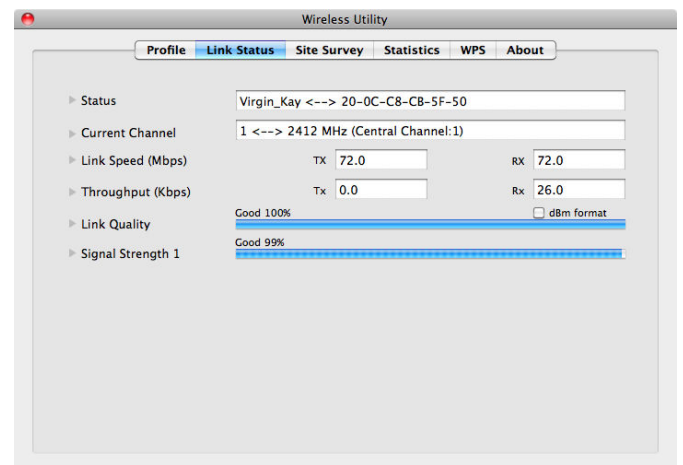 Wireless Utility
Profile Link Status Site Survey Statistics WPS About
Status Virgin_Kay <--> 20-0C-C8-CB-5F-50
Current Channel 1 <--> 2412 MHz (Central Channel:1)
Link Speed (Mbps) TX 72.0 RX 72.0
Throughput (Kbps) Tx 0.0 Rx 26.0
Good 100% dBm format
Link Quality
Good 99%
Signal Strength 1